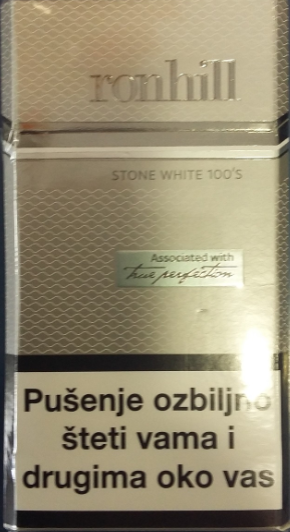 ronhill
STONE WHITE 100'S
Associated with
true perfection
Pušenje ozbiljno
šteti vama i
drugima oko vas